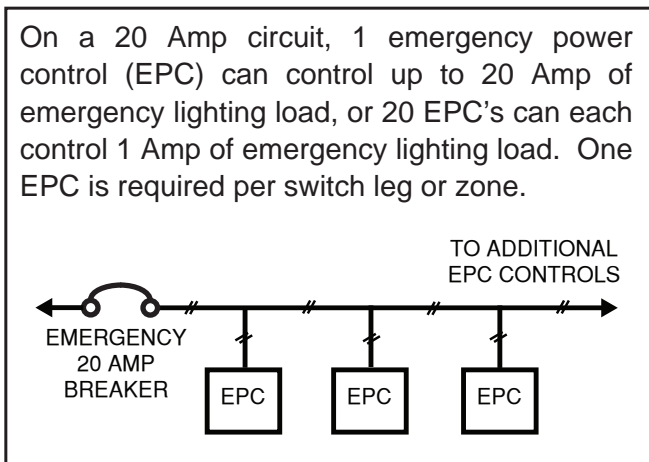 On a 20 Amp circuit, 1 emergency power
control (EPC) can control up to 20 Amp of
emergency lighting load, or 20 EPC's can each
control 1 Amp of emergency lighting load. One
EPC is required per switch leg or zone.
TO ADDITIONAL
EPC CONTROLS
EMERGENCY
20 AMP
BREAKER
EPC
EPC
EPC